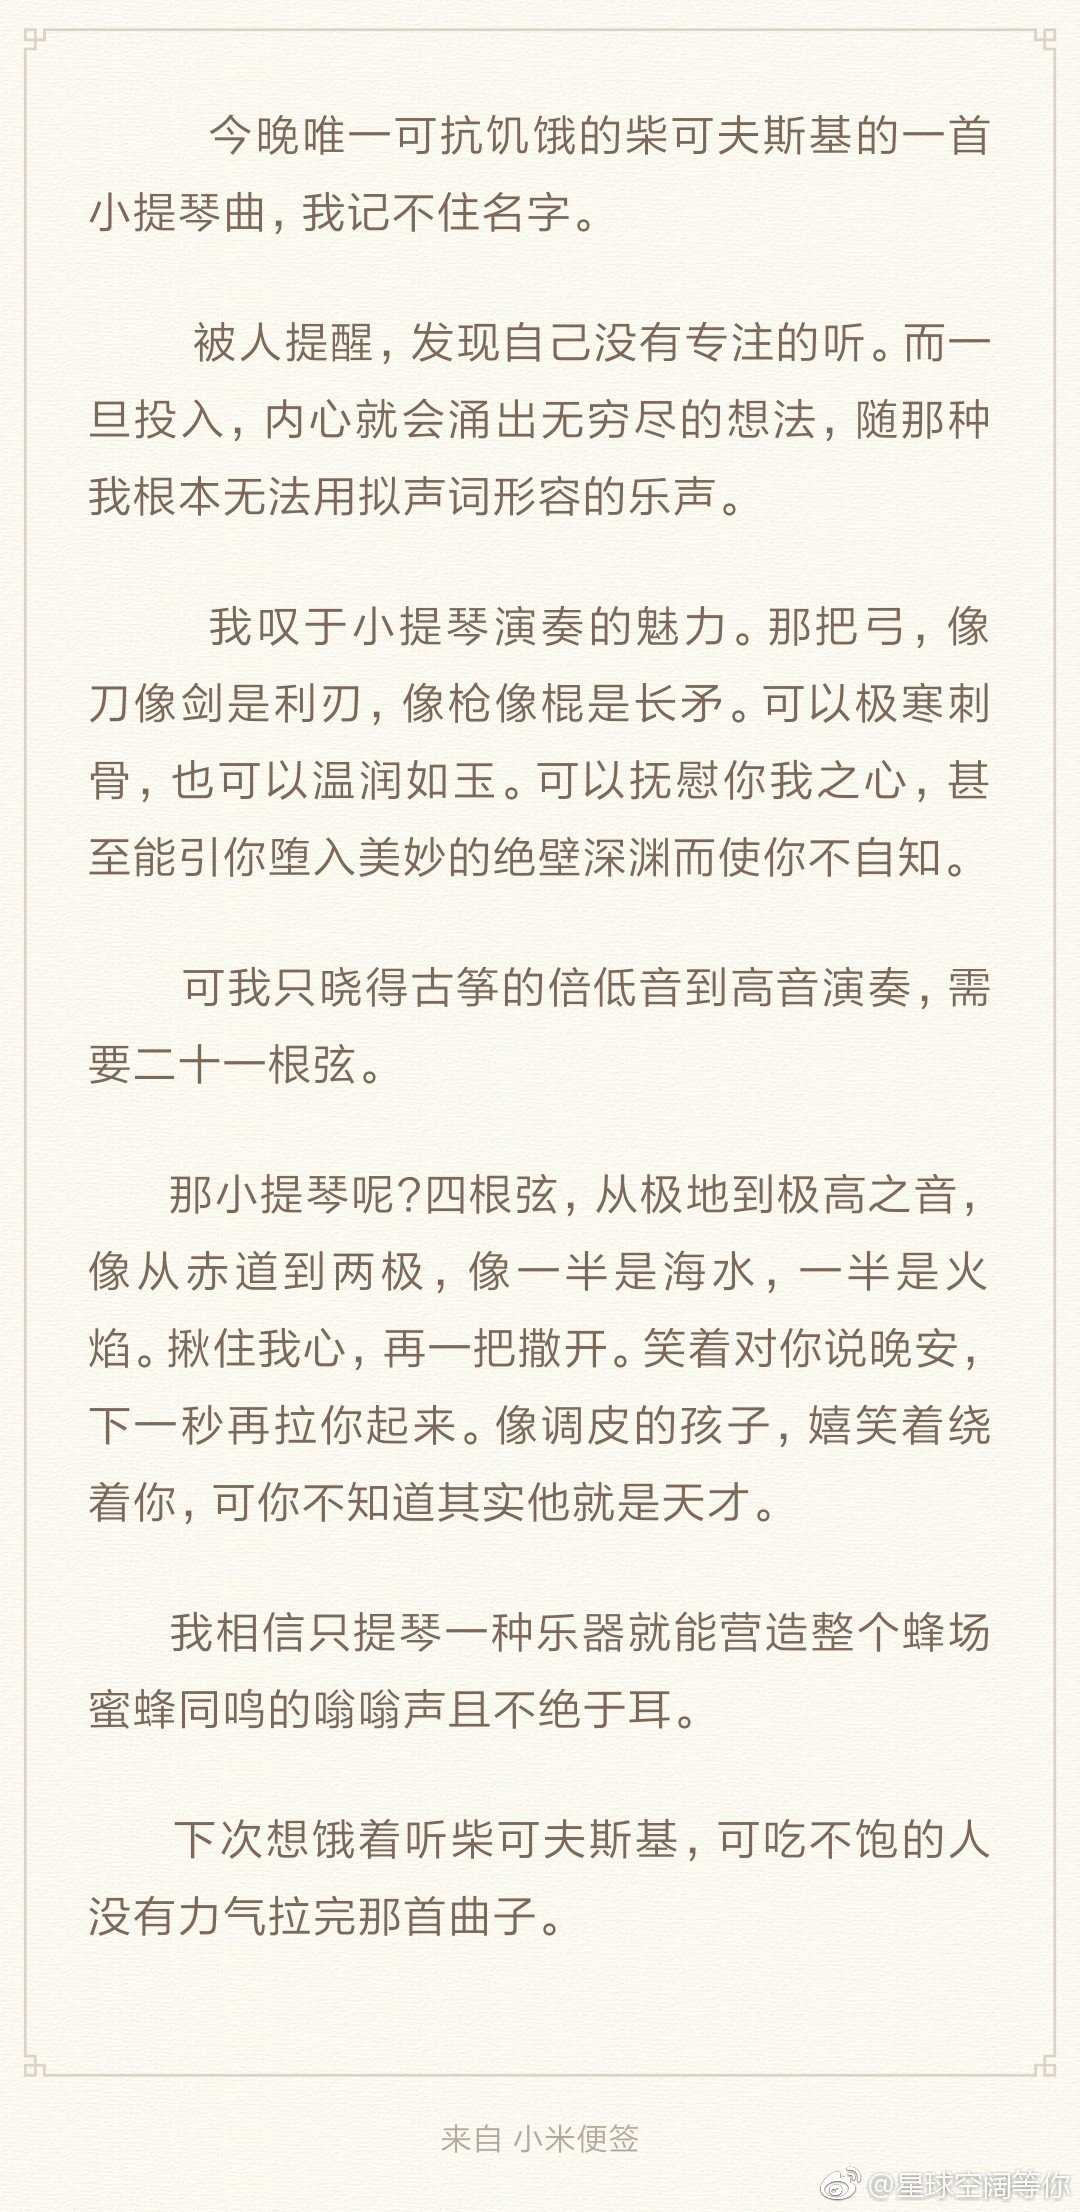 今晚唯一可抗饥饿的柴可夫斯基的一首
小提琴曲，我记不住名字。
被人提醒，发现自己没有专注的听。而一
旦投入，内心就会涌出无穷尽的想法，随那种
我根本无法用拟声词形容的乐声。
我叹于小提琴演奏的魅力。那把弓，像
刀像剑是利刃，像枪像棍是长矛。可以极寒刺
骨，也可以温润如玉。可以抚慰你我之心，甚
至能引你堕入美妙的绝壁深渊而使你不自知。
可我只晓得古筝的倍低音到高音演奏，需
要二十一根弦。
那小提琴呢?四根弦，从极地到极高之音，
像从赤道到两极，像一半是海水，一半是火
焰。揪住我心，再一把撒开。笑着对你说晚安，
下一秒再拉你起来。像调皮的孩子，嬉笑着绕
着你，可你不知道其实他就是天才。
我相信只提琴一种乐器就能营造整个蜂场
蜜蜂同鸣的嗡嗡声且不绝于耳。
下次想饿着听柴可夫斯基，可吃不饱的人
没有力气拉完那首曲子。
来自 小米便签
@星球空阔等你